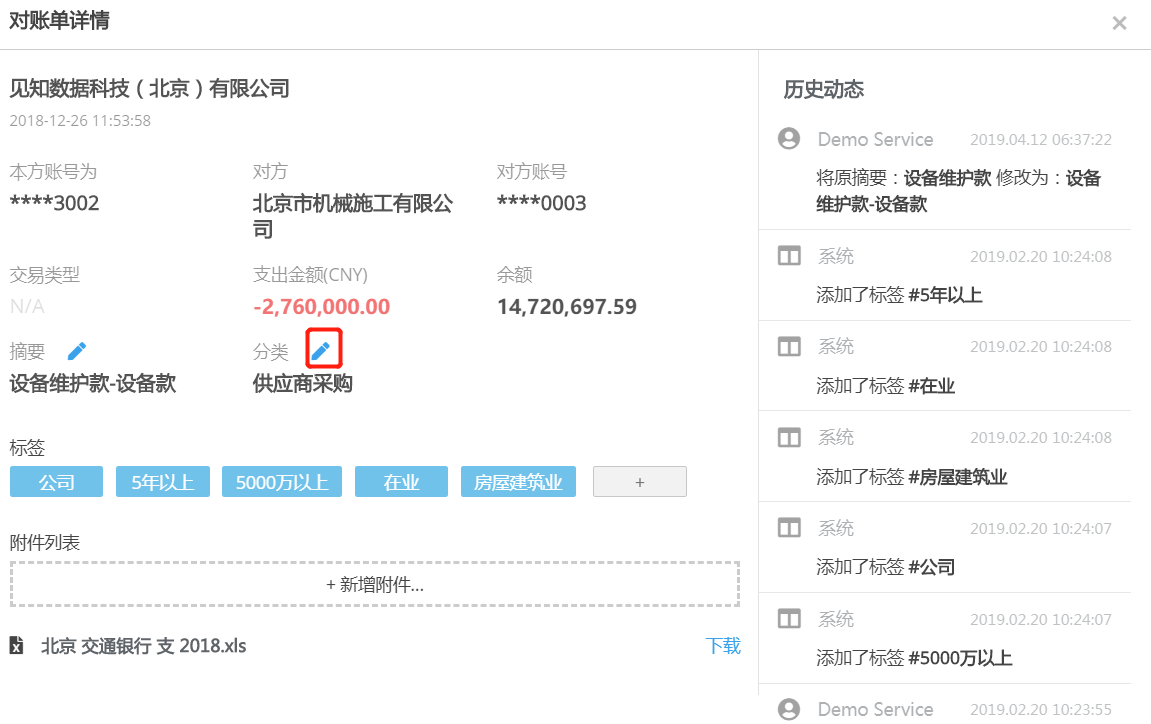 对账单详情
×
见知数据科技（北京）有限公司
2018-12-26 11:53:58
本方账号为
****3002
对方
北京市机械施工有限公
司
对方账号
****0003
交易类型
N/A
支出金额(CNY)
-2,760,000.00
余额
14,720,697.59
摘要
设备维护款-设备款
分类
供应商采购
标签
公司
5年以上
5000万以上
在业
房屋建筑业
+
附件列表
+ 新增附件...
北京 交通银行 支 2018.xls
下载
历史动态
Demo Service 2019.04.12 06:37:22
将原摘要：设备维护款 修改为：设备
维护款-设备款
系统 2019.02.20 10:24:08
添加了标签 #5年以上
系统 2019.02.20 10:24:08
添加了标签 #在业
系统 2019.02.20 10:24:08
添加了标签 #房屋建筑业
系统 2019.02.20 10:24:07
添加了标签 #公司
系统 2019.02.20 10:24:07
添加了标签 #5000万以上
Demo Service 2019.02.20 10:23:55